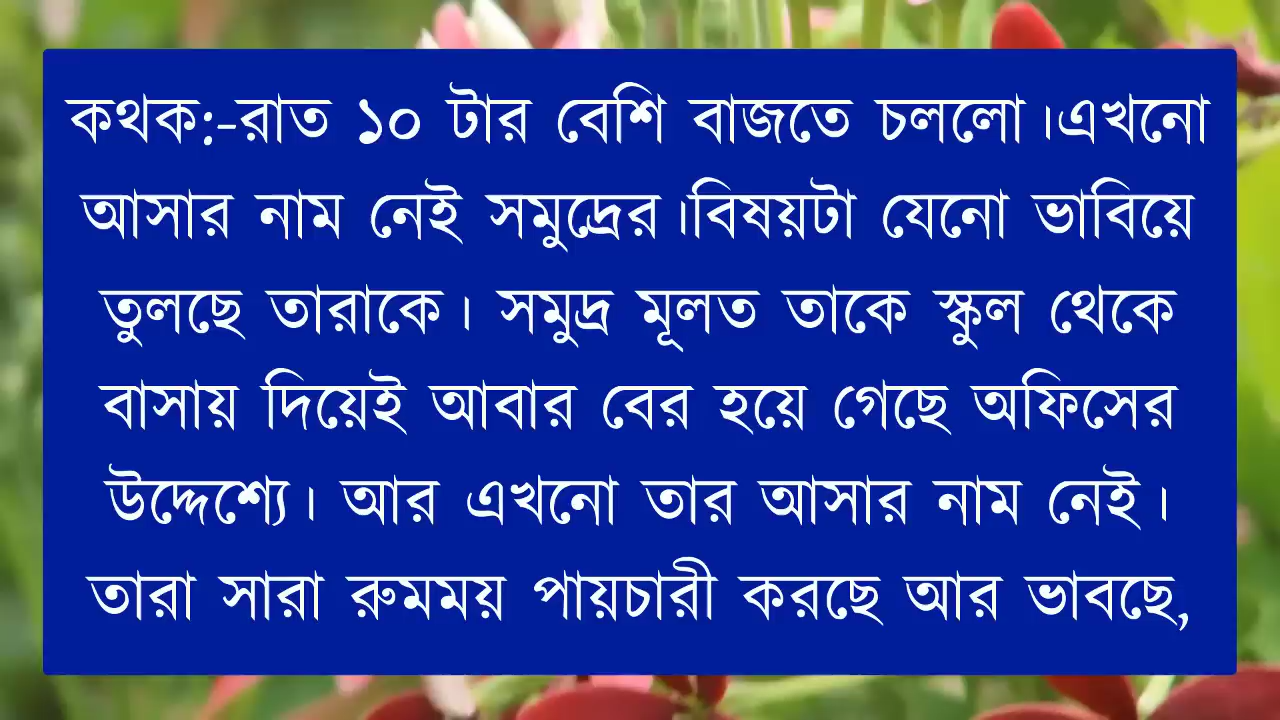 কথক:-রাত ১০ টার বেশি বাজতে চললো।এখনো
আসার নাম নেই সমুদ্রের।বিষয়টা যেনো ভাবিয়ে
তুলছে তারাকে। সমুদ্র মূলত তাকে স্কুল থেকে
বাসায় দিয়েই আবার বের হয়ে গেছে অফিসের
উদ্দেশ্যে। আর এখনো তার আসার নাম নেই।
তারা সারা রুমময় পায়চারী করছে আর ভাবছে,